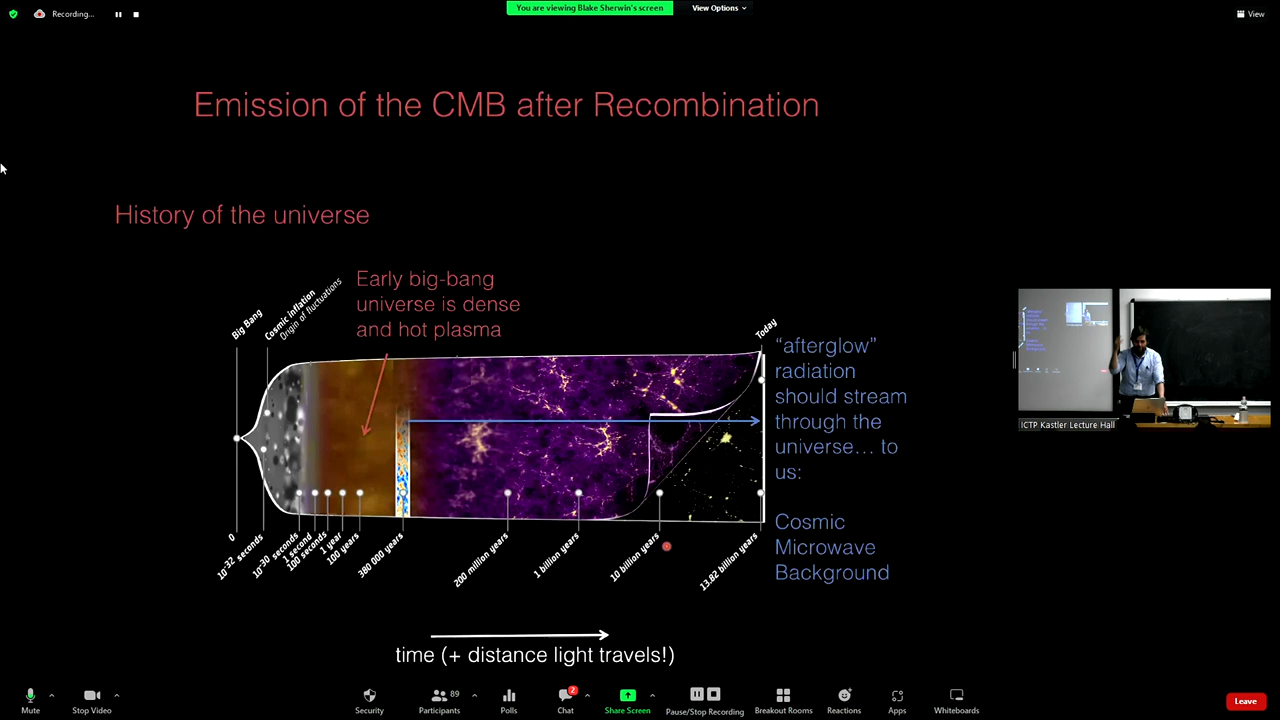 Recording...
You are viewing Blake Sherwin's screen
View Options
View
Emission of the CMB after Recombination
History of the universe
Early big-bang
universe is dense
and hot plasma
Big Bang
Cosmic inflation
Origin of fluctuations
Today
"afterglow"
radiation
should stream
through the
universe... to
us:
Cosmic
Microwave
Background
0
10-32 seconds
10-30 seconds
1 second
100 seconds
1 year
100 years
380 000 years
200 million years
1 billion years
10 billion years
13.82 billion years
time (+ distance light travels!)
ICTP Kastler Lecture Hall
Mute
Stop Video
Security
Participants
89
Polls
Chat
2
Share Screen
Pause/Stop Recording
Breakout Rooms
Reactions
Apps
Whiteboards
Leave